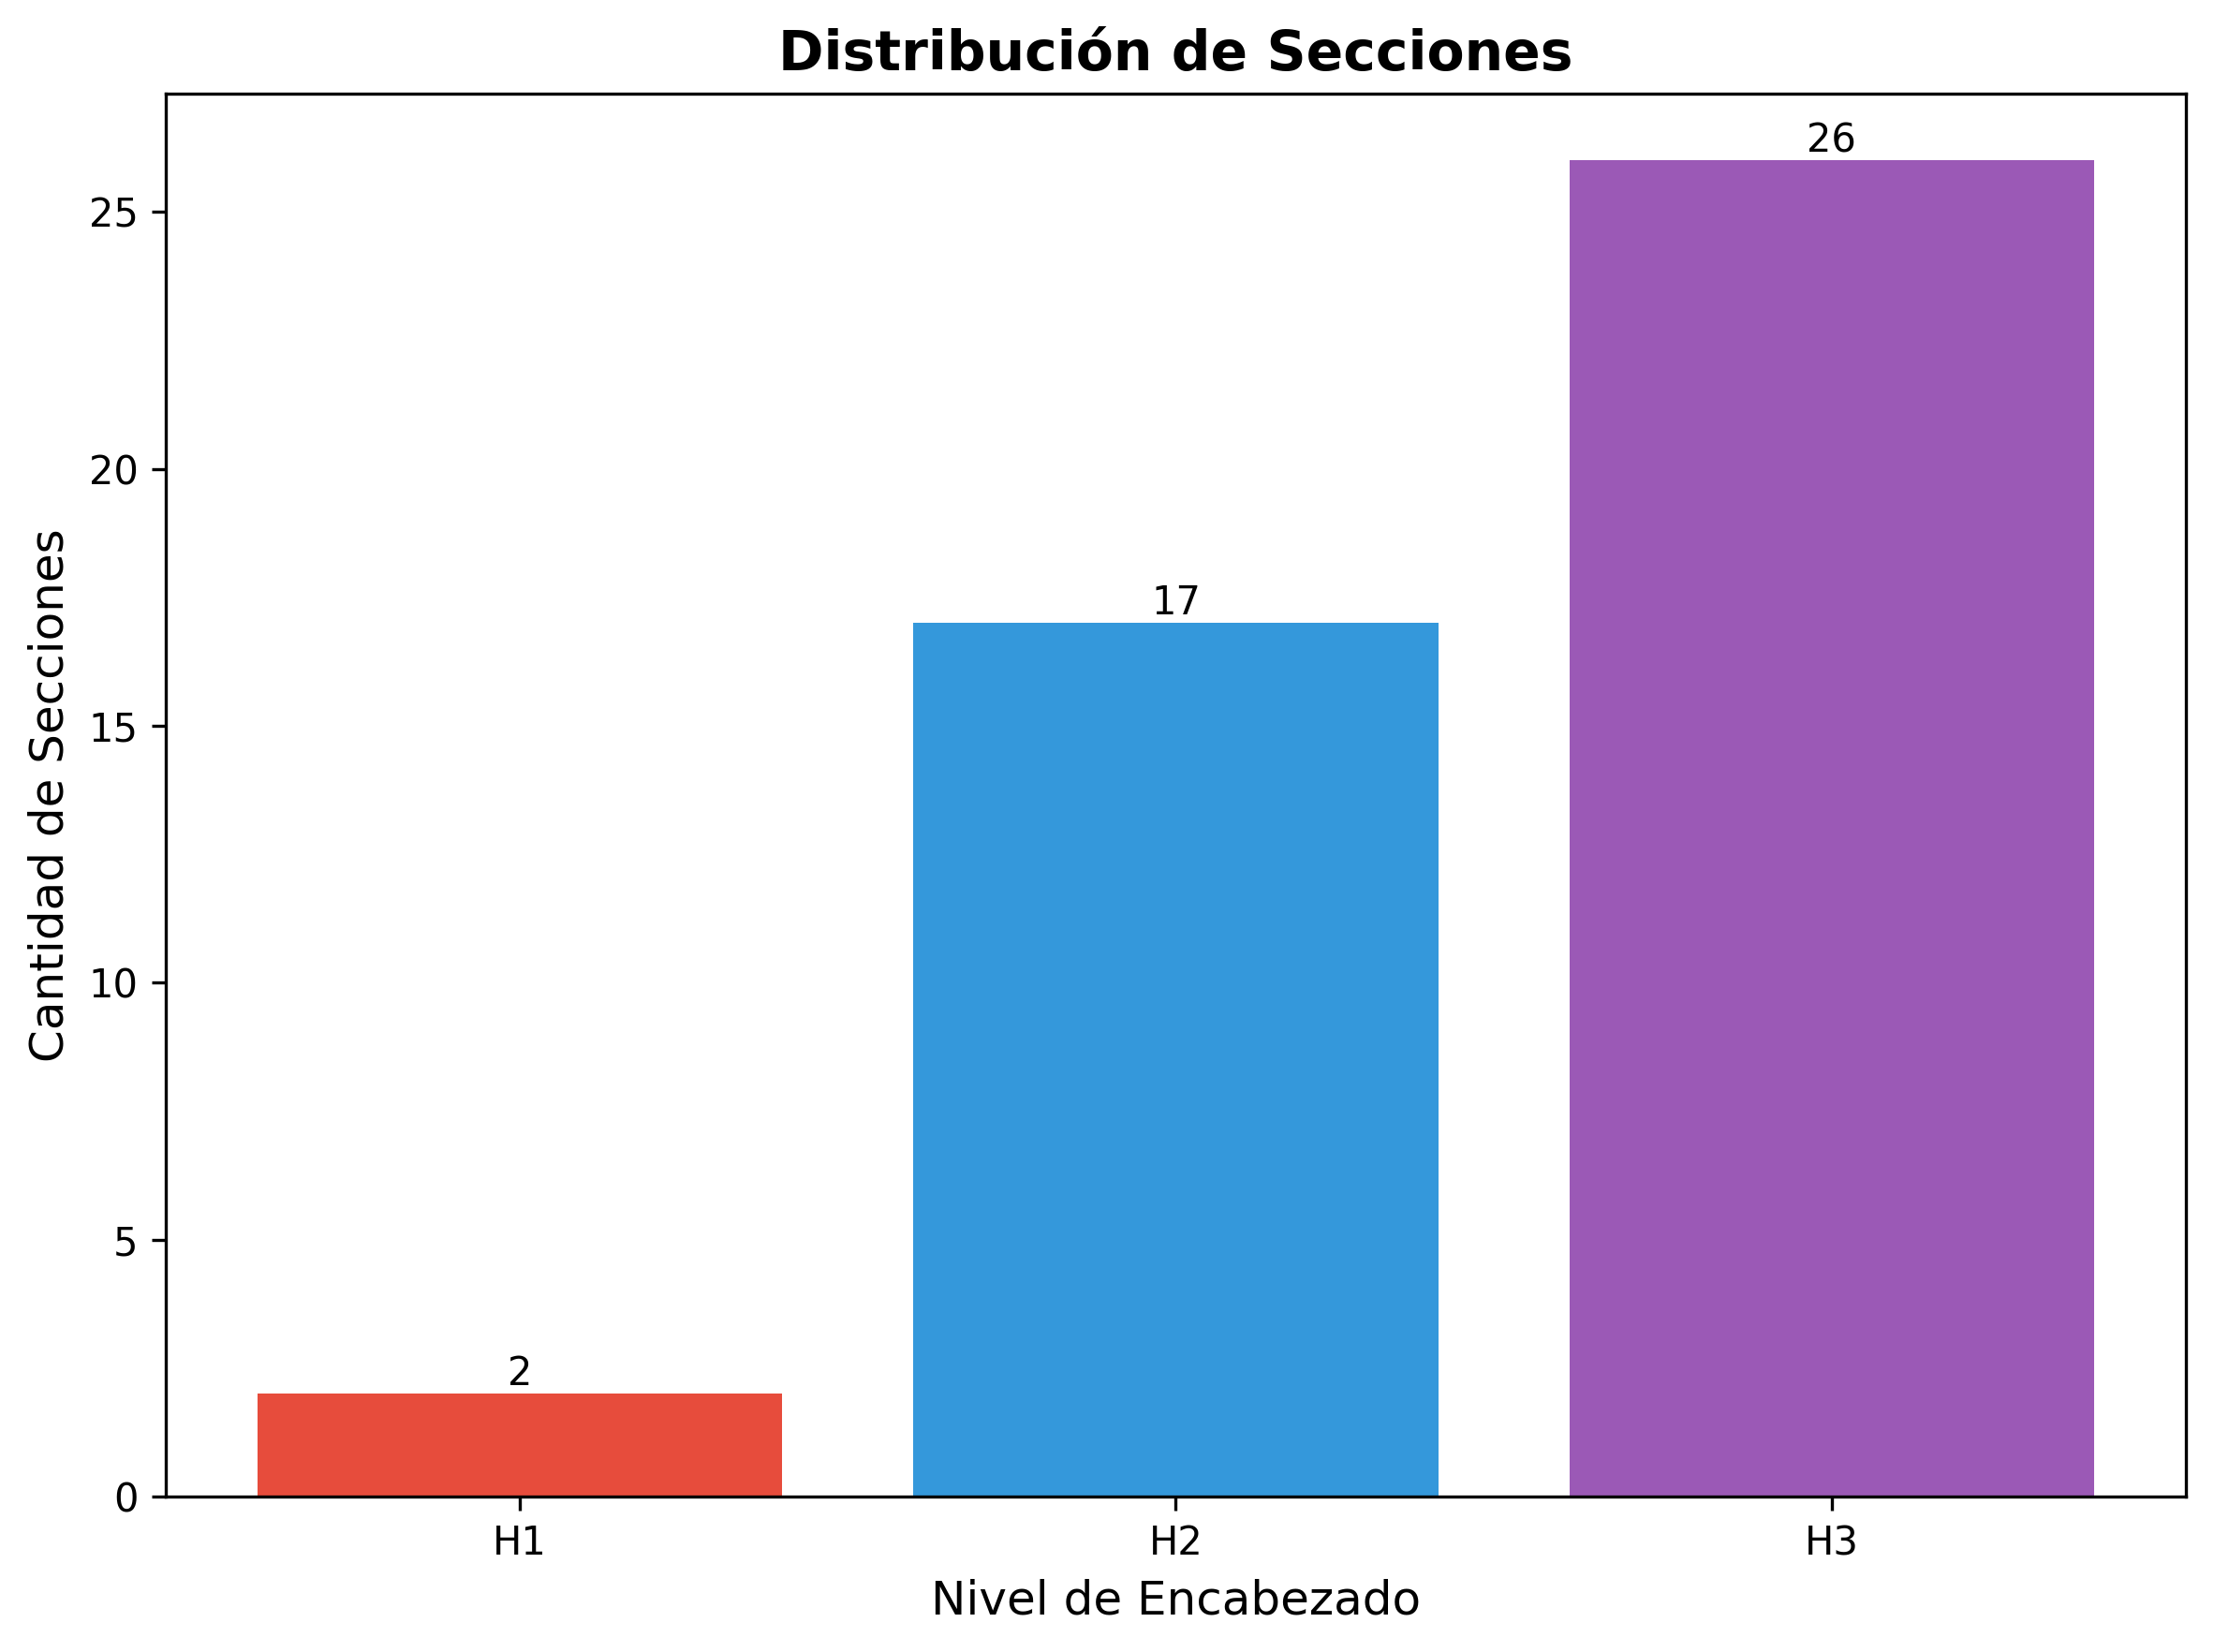 Distribución de Secciones
Cantidad de Secciones
25
20
15
10
5
0
2
17
26
H1
H2
H3
Nivel de Encabezado